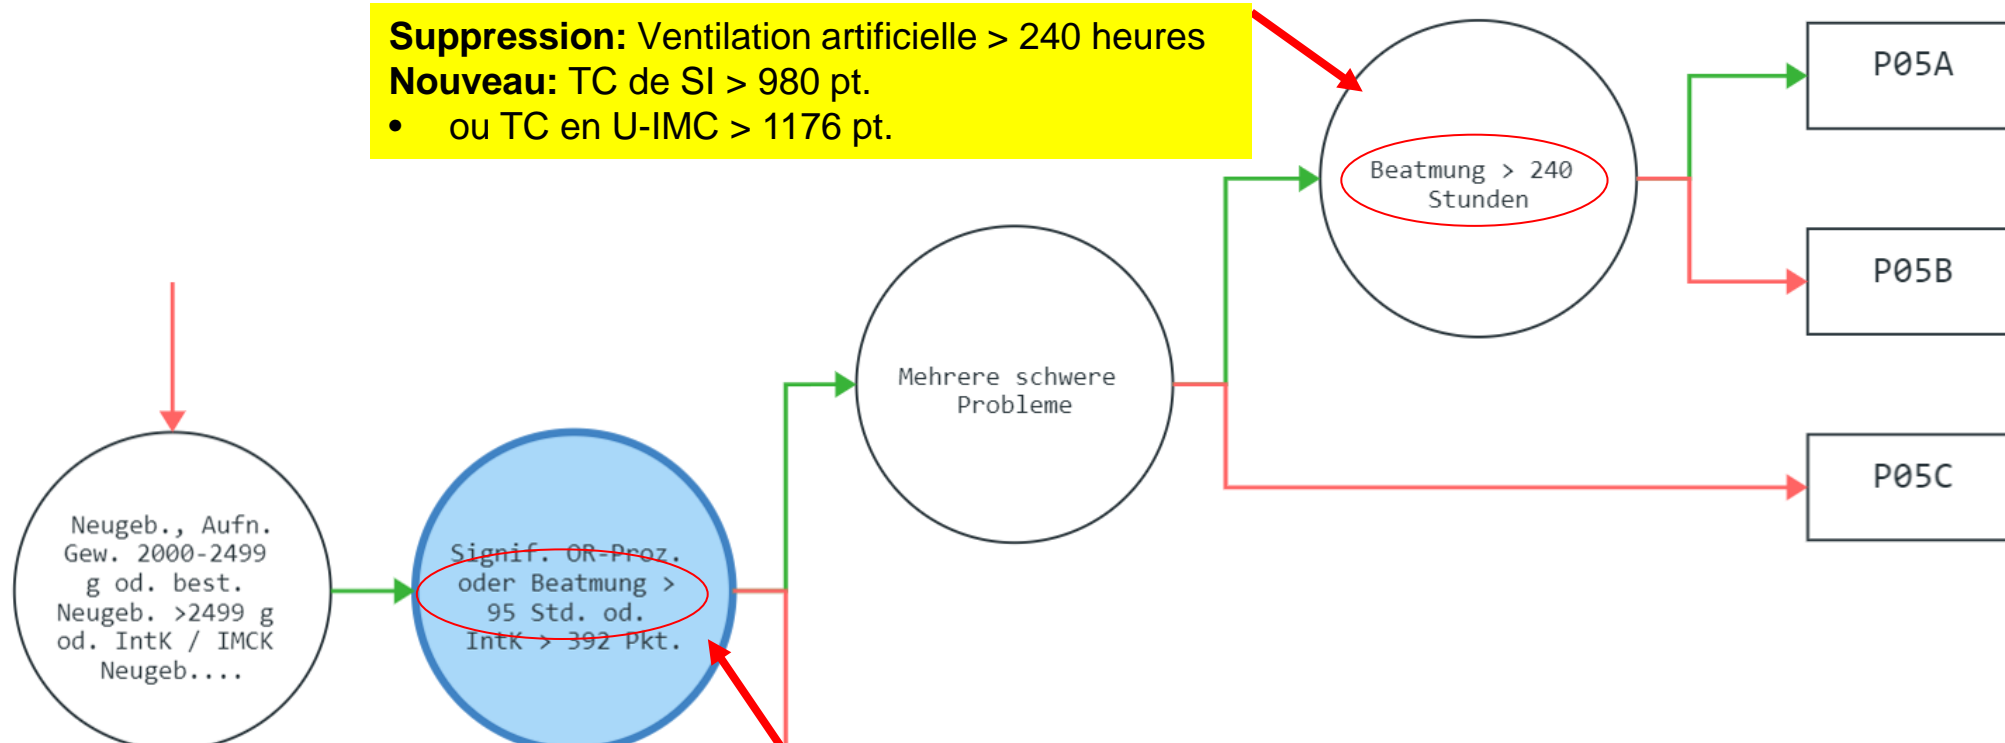 Suppression: Ventilation artificielle > 240 heures
Nouveau: TC de SI > 980 pt.
• ou TC en U-IMC > 1176 pt.
P05A
Beatmung > 240
Stunden
P05B
Mehrere schwere
Probleme
P05C
Neugeb., Aufn.
Gew. 2000-2499
g od. best.
Neugeb. >2499 g
od. IntK / IMCK
Neugeb....
Signif. OR-Proz.
oder Beatmung >
95 Std. od.
IntK > 392 Pkt.